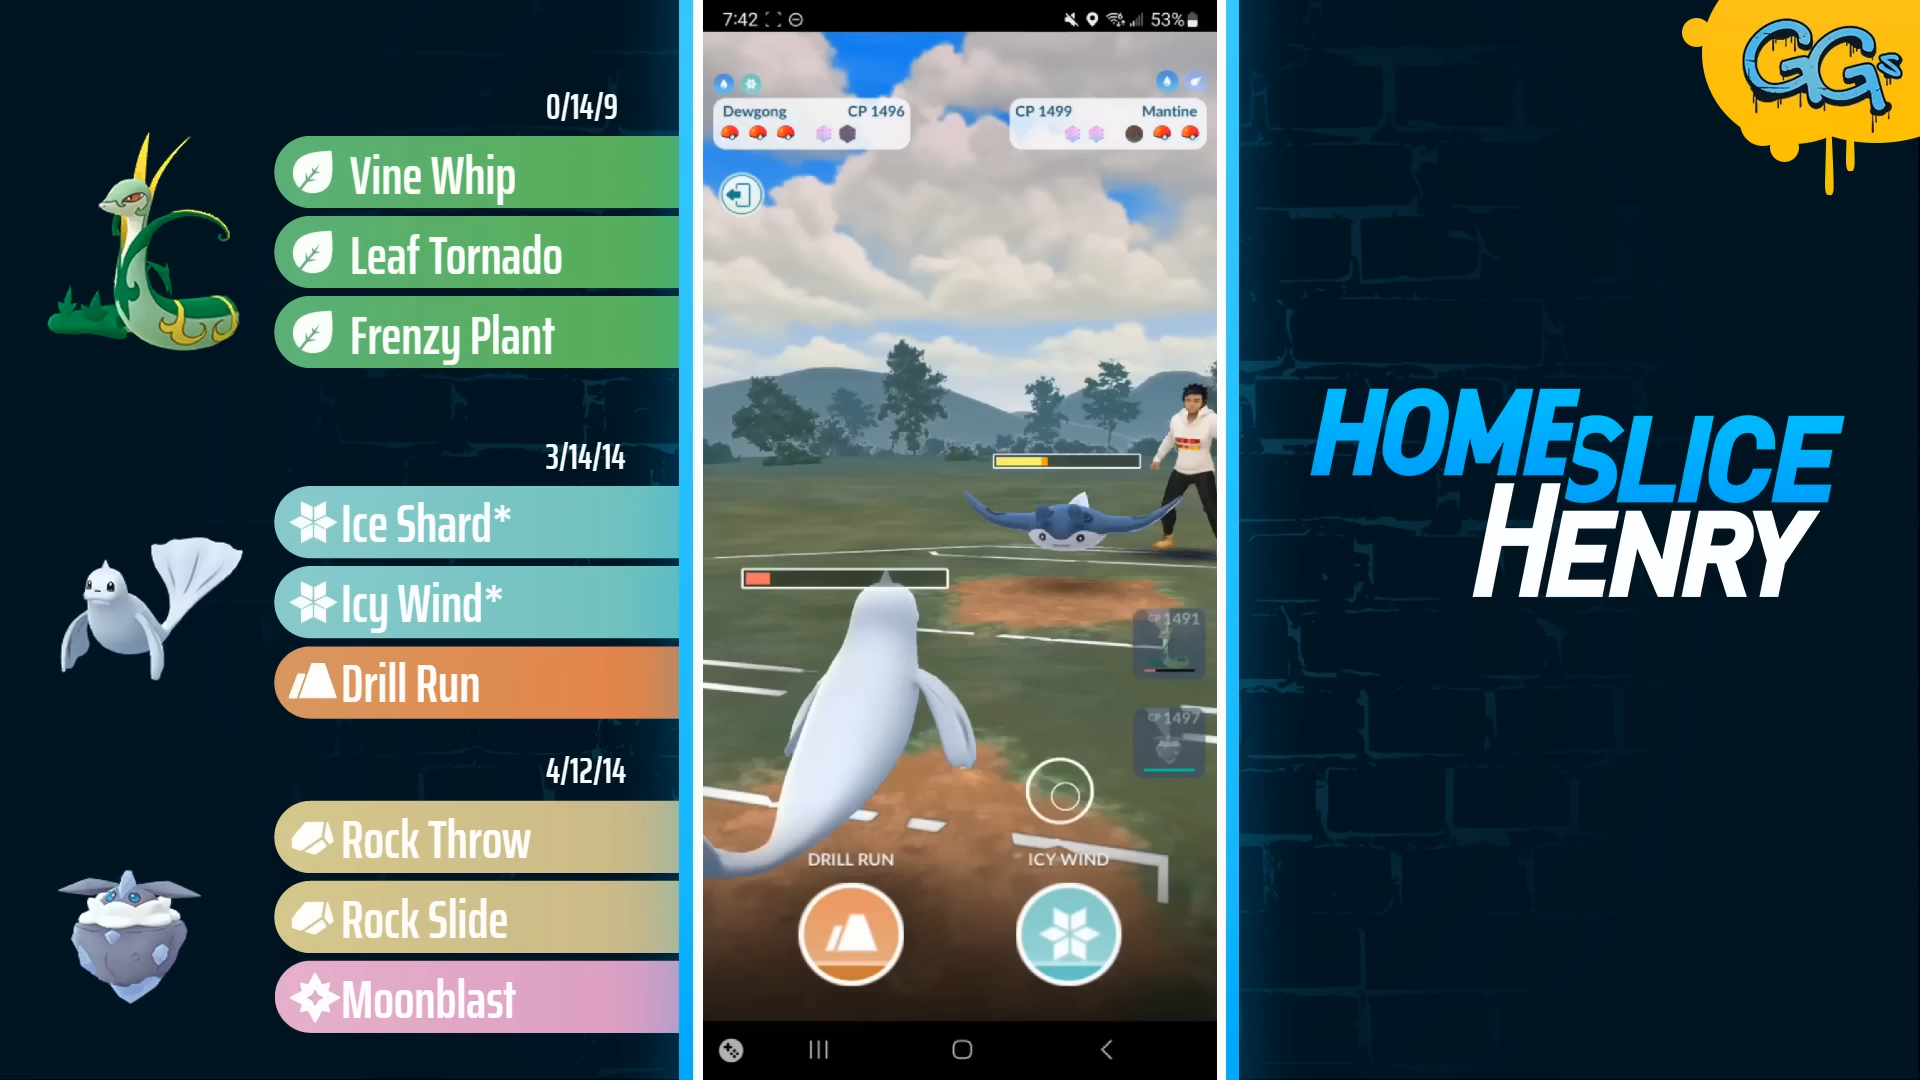 0/14/9
Vine Whip
Leaf Tornado
Frenzy Plant
3/14/14
Ice Shard*
Icy Wind*
Drill Run
4/12/14
Rock Throw
Rock Slide
Moonblast
7:42
53%
Dewgong CP 1496
CP 1499 Mantine
CP 1491
CP 1497
DRILL RUN
ICY WIND
GGs
HOMESLICE
HENRY